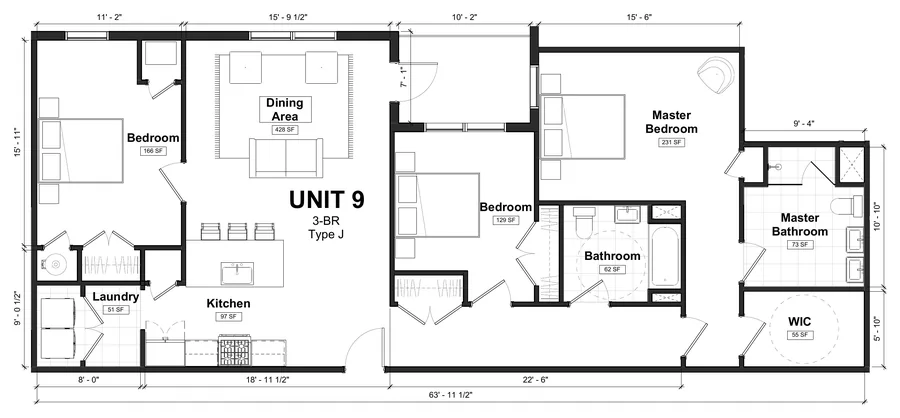 11' - 2"
15' - 9 1/2"
10' - 2"
15' - 6"
7' - 1"
Dining
Area
428 SF
Master
Bedroom
231 SF
9' - 4"
Bedroom
166 SF
15' - 11"
UNIT 9
3-BR
Type J
Bedroom
129 SF
Master
Bathroom
73 SF
10' - 10"
Bathroom
62 SF
Laundry
51 SF
Kitchen
97 SF
9' - 0 1/2"
WIC
55 SF
5' - 10"
8' - 0"
18' - 11 1/2"
22' - 6"
63' - 11 1/2"